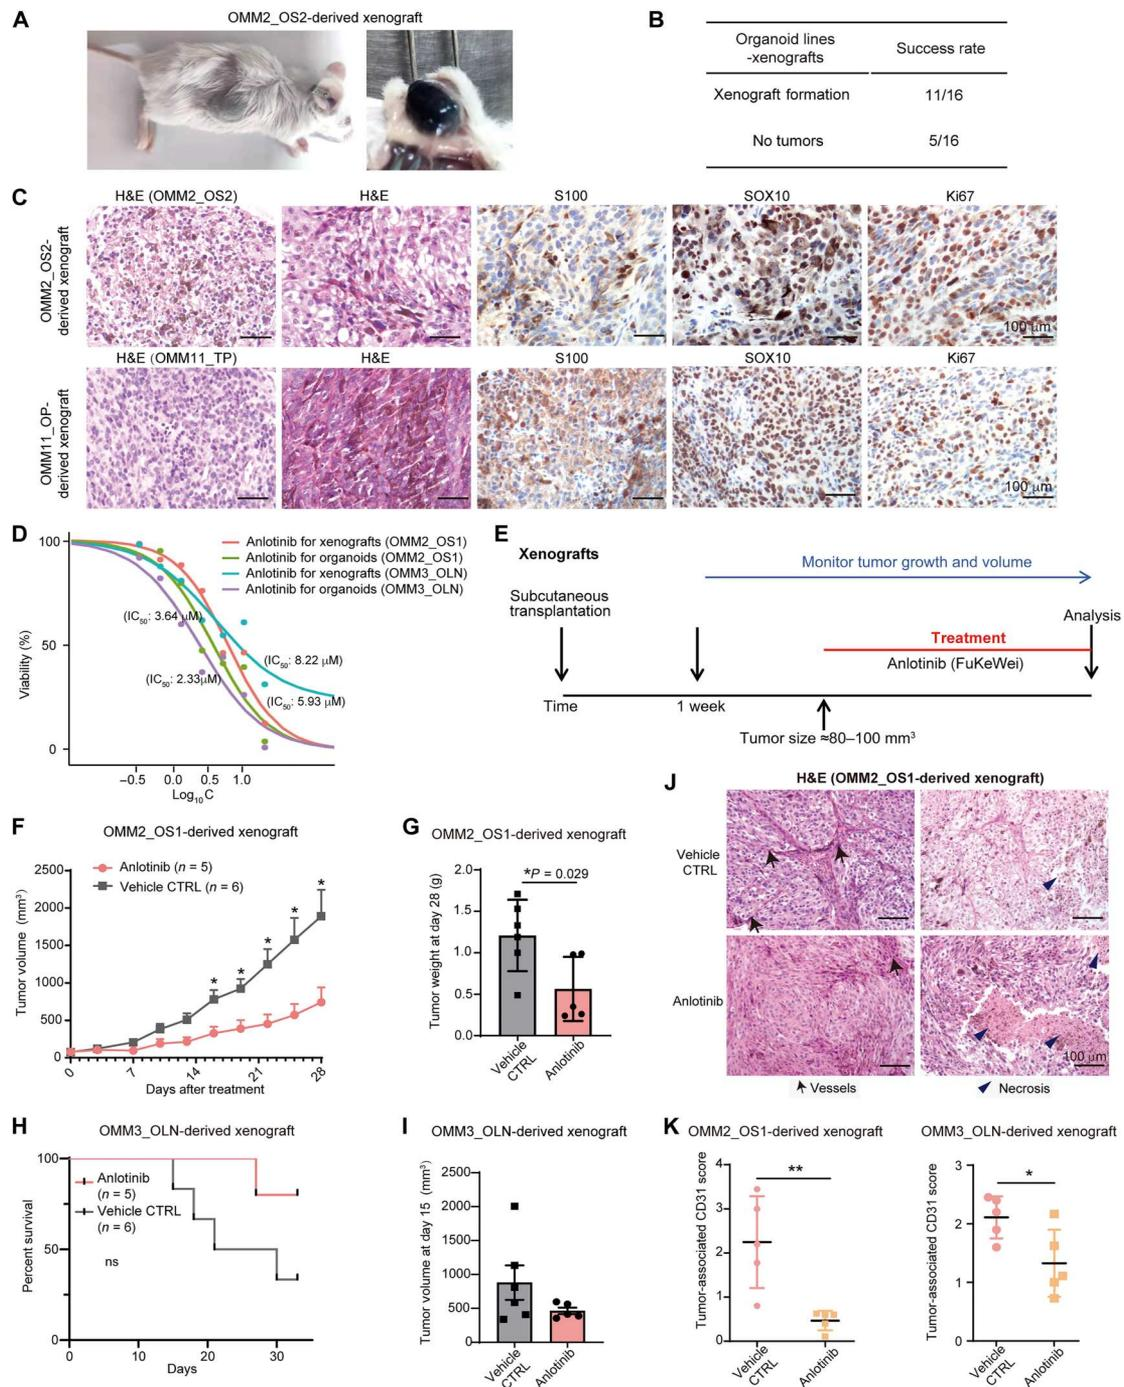 A
OMM2_OS2-derived xenograft
B
Organoid lines
-xenografts
Success rate
Xenograft formation
11/16
No tumors
5/16
C
H&E (OMM2_OS2)
H&E
S100
SOX10
Ki67
OMM2_OS2-
derived xenograft
100 μm
H&E (OMM11_TP)
H&E
S100
SOX10
Ki67
OMM11_OP-
derived xenograft
100 μm
D
Viability (%)
100
50
0
Anlotinib for xenografts (OMM2_OS1)
Anlotinib for organoids (OMM2_OS1)
Anlotinib for xenografts (OMM3_OLN)
Anlotinib for organoids (OMM3_OLN)
(IC50: 3.64 μM)
(IC50: 8.22 μM)
(IC50: 2.33μM)
(IC50: 5.93 μM)
−0.5 0.0 0.5 1.0
Log10C
E
Xenografts
Monitor tumor growth and volume
Subcutaneous
transplantation
Analysis
Treatment
Anlotinib (FuKeWei)
Time
1 week
Tumor size ≈80–100 mm³
F
OMM2_OS1-derived xenograft
Anlotinib (n = 5)
Vehicle CTRL (n = 6)
Tumor volume (mm³)
2500
2000
1500
1000
500
0
* * * * *
0 7 14 21 28
Days after treatment
G
OMM2_OS1-derived xenograft
Tumor weight at day 28 (g)
2.0
1.5
1.0
0.5
0.0
*P = 0.029
Vehicle
CTRL
Anlotinib
J
H&E (OMM2_OS1-derived xenograft)
Vehicle
CTRL
Anlotinib
100 μm
Vessels
Necrosis
H
OMM3_OLN-derived xenograft
Percent survival
100
50
0
Anlotinib
(n = 5)
Vehicle CTRL
(n = 6)
ns
0 10 20 30
Days
I
OMM3_OLN-derived xenograft
Tumor volume at day 15 (mm³)
2500
2000
1500
1000
500
0
Vehicle
CTRL
Anlotinib
K
OMM2_OS1-derived xenograft
Tumor-associated CD31 score
4
3
2
1
0
**
Vehicle
CTRL
Anlotinib
OMM3_OLN-derived xenograft
Tumor-associated CD31 score
3
2
1
0
*
Vehicle
CTRL
Anlotinib